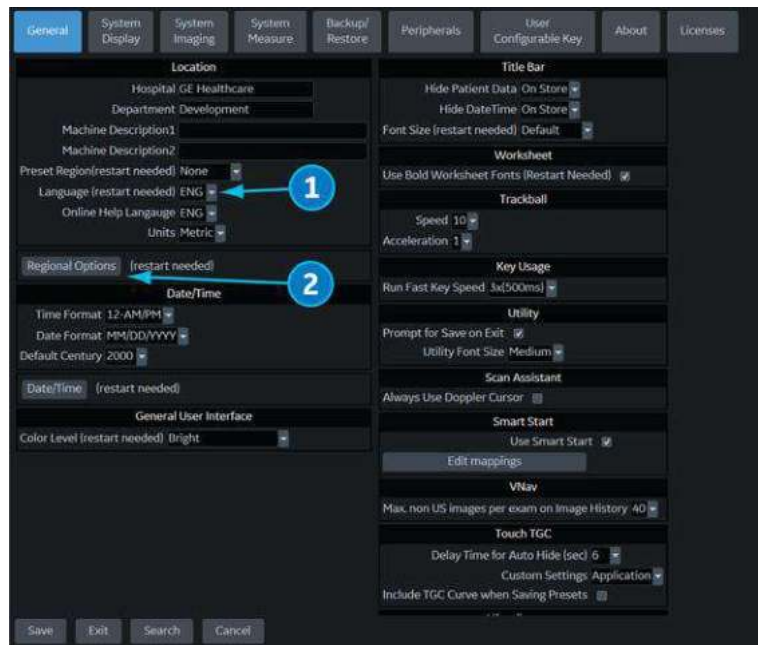 General
System Display
System Imaging
System Measure
Backup/ Restore
Peripherals
User Configurable Key
About
Licenses
Location
Hospital GE Healthcare
Department Development
Machine Description1
Machine Description2
Preset Region(restart needed) None
Language (restart needed) ENG
1
Online Help Langauge ENG
Units Metric
Regional Options (restart needed)
2
Date/Time
Time Format 12-AM/PM
Date Format MM/DD/YYYY
Default Century 2000
Date/Time (restart needed)
General User Interface
Color Level (restart needed) Bright
Title Bar
Hide Patient Data On Store
Hide DateTime On Store
Font Size (restart needed) Default
Worksheet
Use Bold Worksheet Fonts (Restart Needed)
Trackball
Speed 10
Acceleration 1
Key Usage
Run Fast Key Speed 3x(500ms)
Utility
Prompt for Save on Exit
Utility Font Size Medium
Scan Assistant
Always Use Doppler Cursor
Smart Start
Use Smart Start
Edit mappings
VNav
Max. non US images per exam on Image History 40
Touch TGC
Delay Time for Auto Hide (sec) 6
Custom Settings Application
Include TGC Curve when Saving Presets
Save
Exit
Search
Cancel